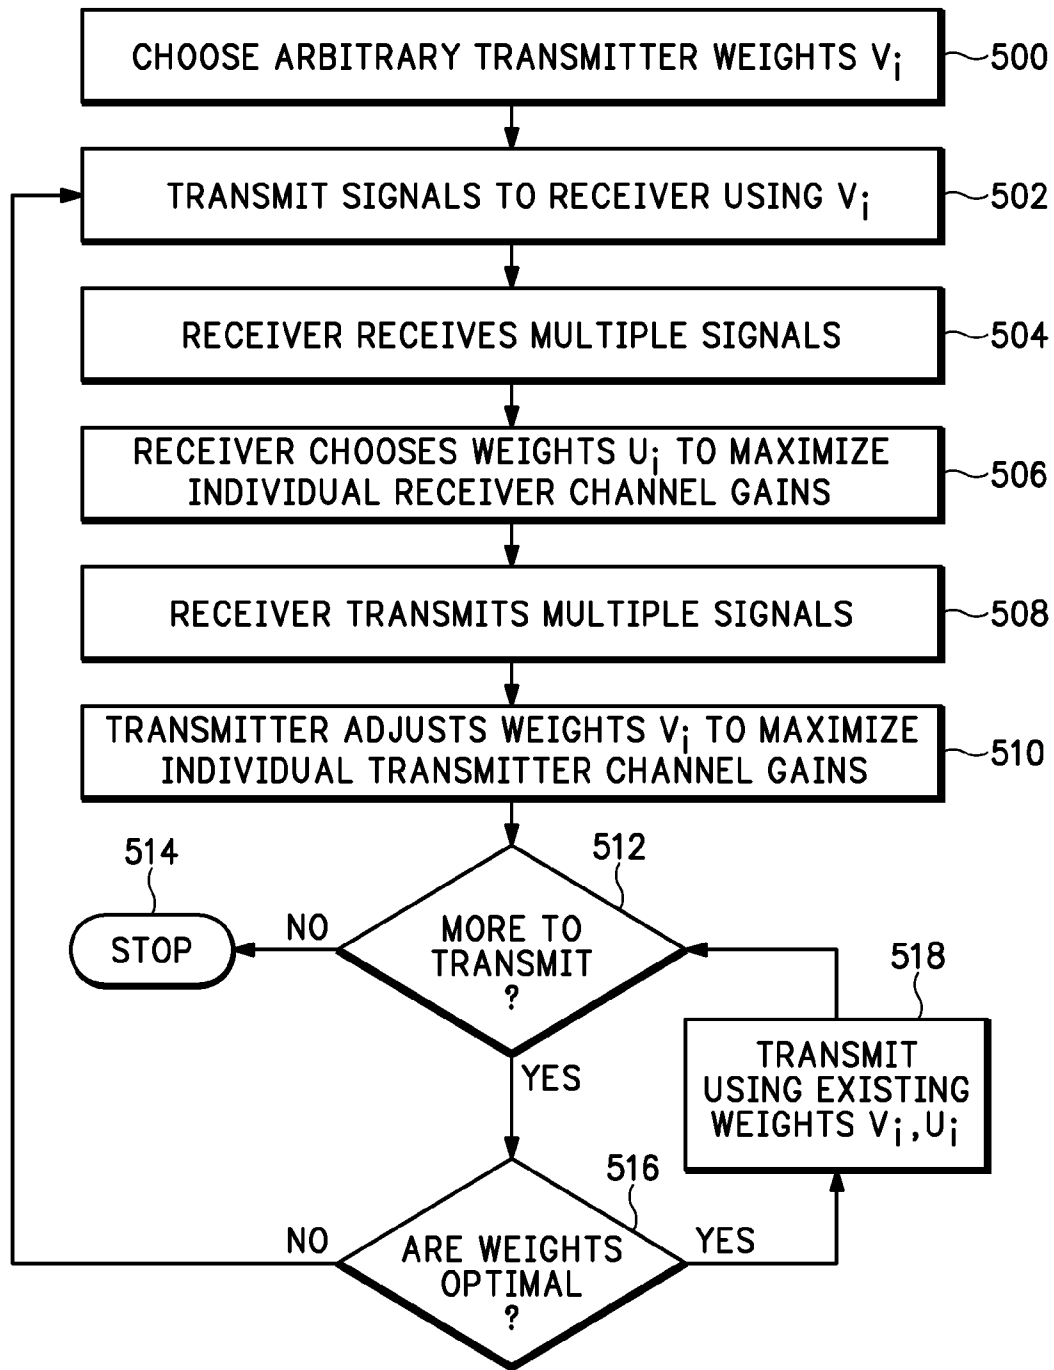 CHOOSE ARBITRARY TRANSMITTER WEIGHTS Vi
500
TRANSMIT SIGNALS TO RECEIVER USING Vi
502
RECEIVER RECEIVES MULTIPLE SIGNALS
504
RECEIVER CHOOSES WEIGHTS Ui TO MAXIMIZE
INDIVIDUAL RECEIVER CHANNEL GAINS
506
RECEIVER TRANSMITS MULTIPLE SIGNALS
508
TRANSMITTER ADJUSTS WEIGHTS Vi TO MAXIMIZE
INDIVIDUAL TRANSMITTER CHANNEL GAINS
510
514
STOP
NO
512
MORE TO
TRANSMIT
?
YES
518
TRANSMIT
USING EXISTING
WEIGHTS Vi, Ui
516
NO
ARE WEIGHTS
OPTIMAL
?
YES